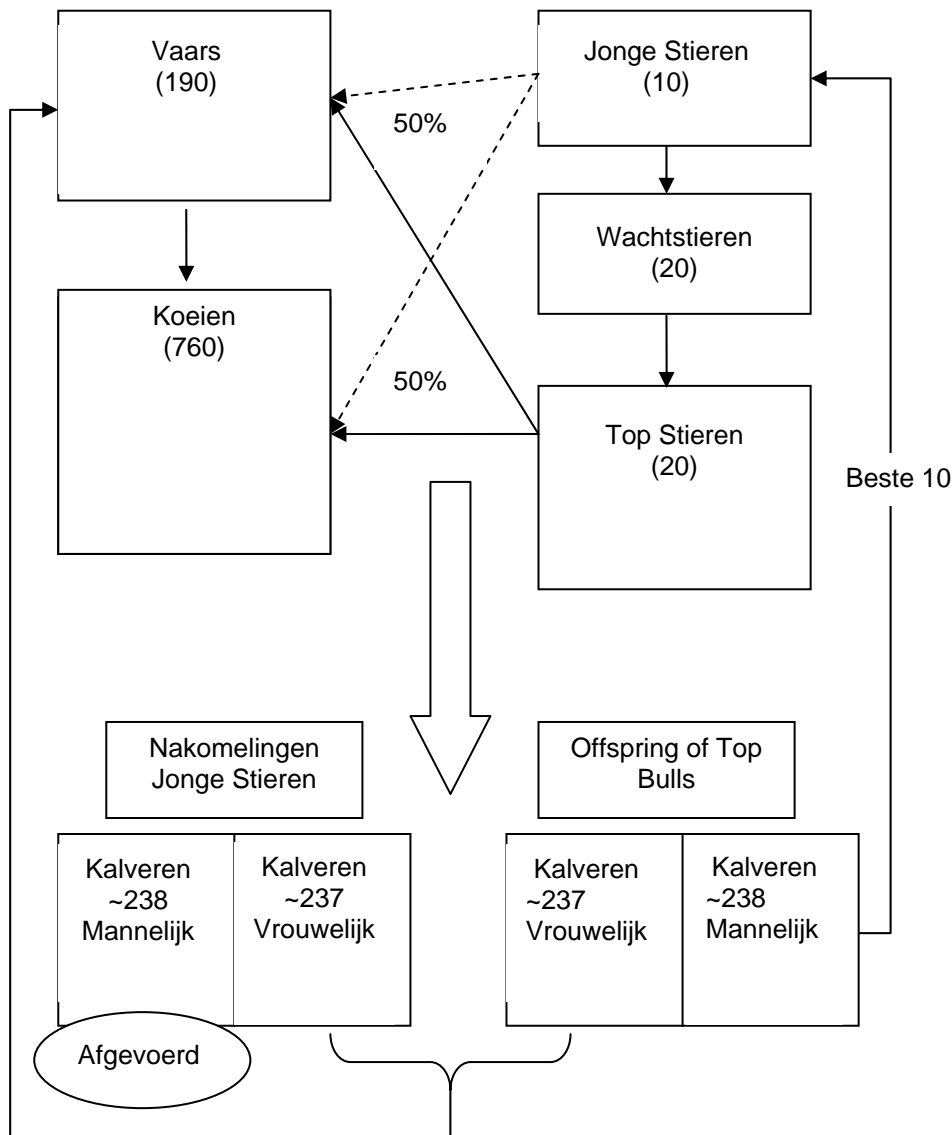 Vaars
(190)
Jonge Stieren
(10)
50%
Wachtstieren
(20)
Koeien
(760)
50%
Top Stieren
(20)
Beste 10
Nakomelingen
Jonge Stieren
Offspring of Top
Bulls
Kalveren
~238
Mannelijk
Kalveren
~237
Vrouwelijk
Kalveren
~237
Vrouwelijk
Kalveren
~238
Mannelijk
Afgevoerd